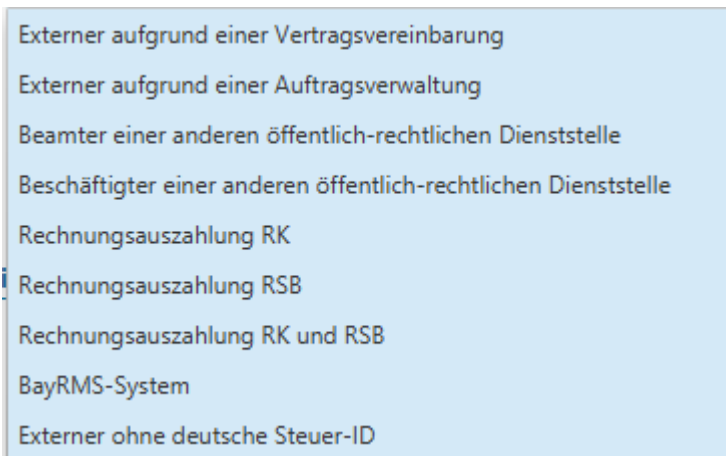 Externer aufgrund einer Vertragsvereinbarung
Externer aufgrund einer Auftragsverwaltung
Beamter einer anderen öffentlich-rechtlichen Dienststelle
Beschäftigter einer anderen öffentlich-rechtlichen Dienststelle
Rechnungsauszahlung RK
Rechnungsauszahlung RSB
Rechnungsauszahlung RK und RSB
BayRMS-System
Externer ohne deutsche Steuer-ID